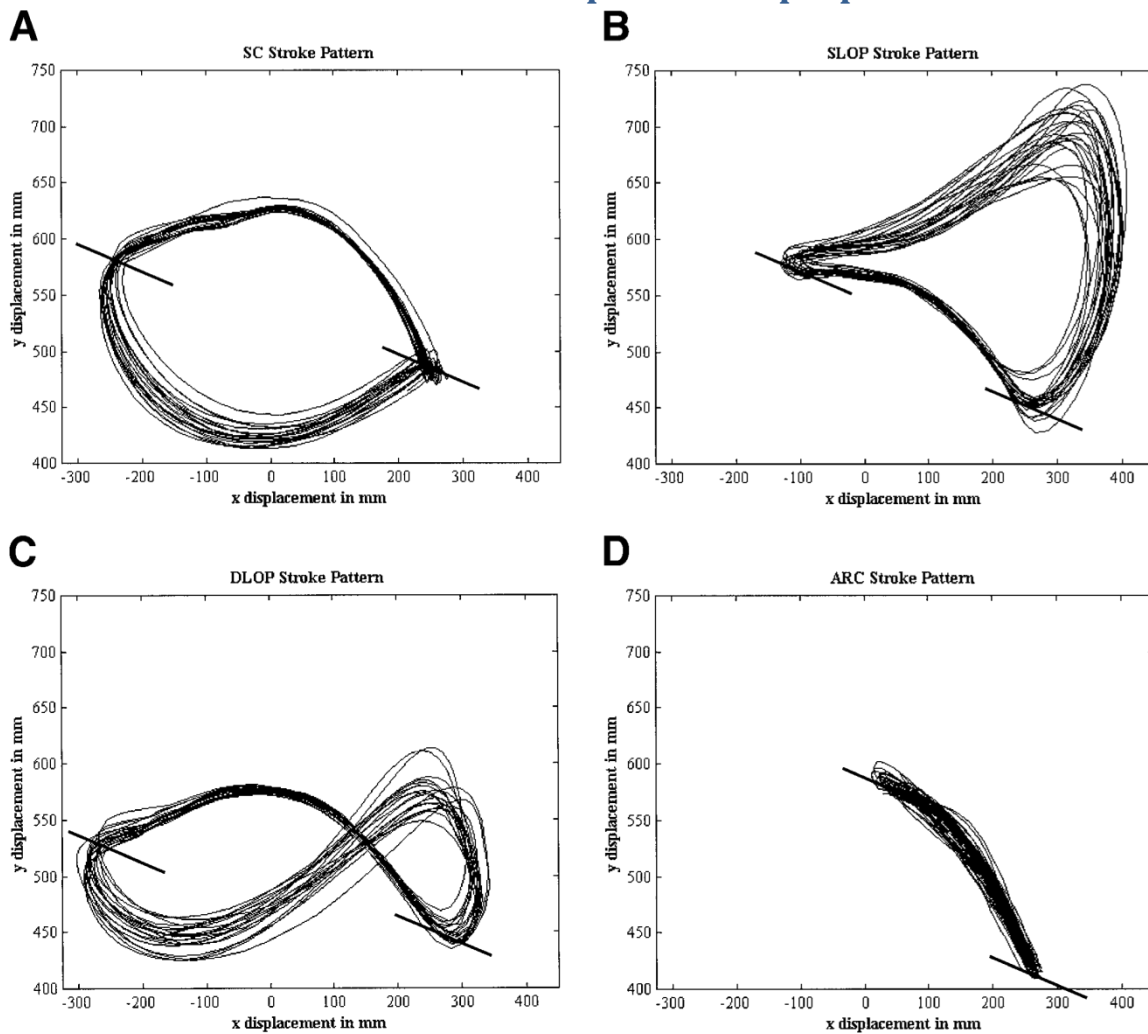 A
SC Stroke Pattern
750
700
650
600
550
500
450
400
y displacement in mm
-300 -200 -100 0 100 200 300 400
x displacement in mm
B
SLOP Stroke Pattern
750
700
650
600
550
500
450
400
y displacement in mm
-300 -200 -100 0 100 200 300 400
x displacement in mm
C
DLOP Stroke Pattern
750
700
650
600
550
500
450
400
y displacement in mm
-300 -200 -100 0 100 200 300 400
x displacement in mm
D
ARC Stroke Pattern
750
700
650
600
550
500
450
400
y displacement in mm
-300 -200 -100 0 100 200 300 400
x displacement in mm